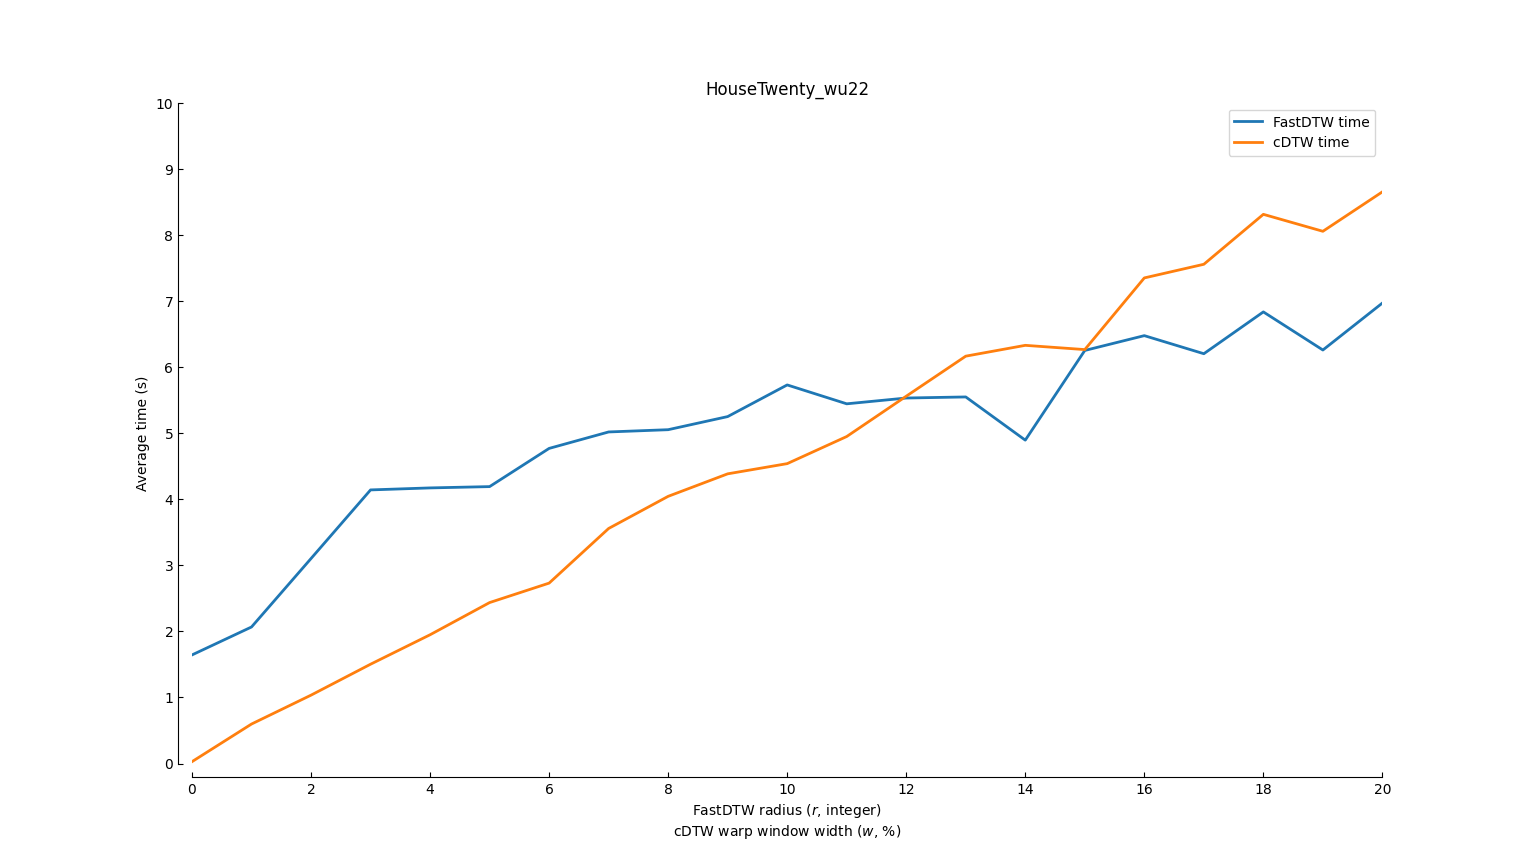 HouseTwenty_wu22
10
9
8
7
6
5
4
3
2
1
0
Average time (s)
FastDTW time
cDTW time
0 2 4 6 8 10 12 14 16 18 20
FastDTW radius (r, integer)
cDTW warp window width (w, %)